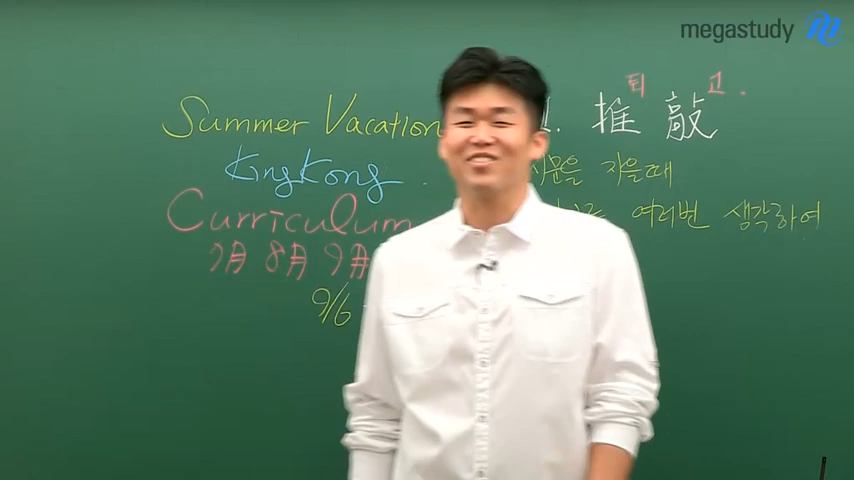 megastudy
Summer Vacation
KingKong.
Curriculum
7月 8月 9月
9/6
1. 推 敲
퇴 고.
시문을 지을 때
여러번 생각하여